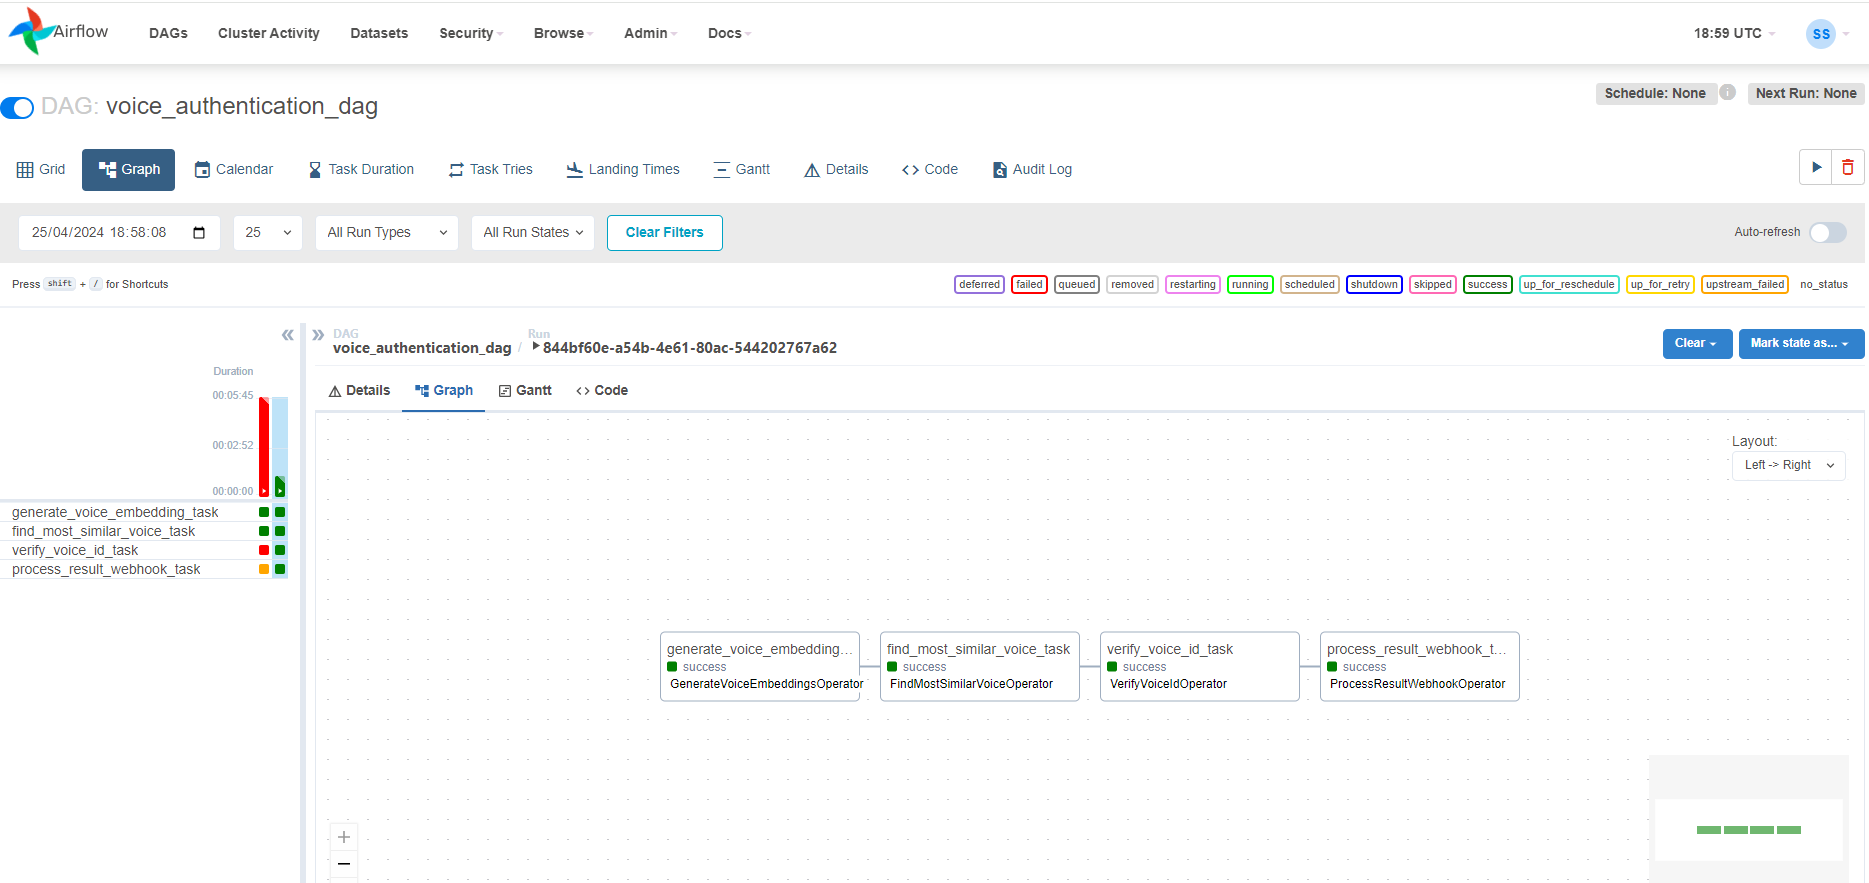 Airflow
DAGs
Cluster Activity
Datasets
Security
Browse
Admin
Docs
18:59 UTC
SS
DAG: voice_authentication_dag
Schedule: None
i
Next Run: None
Grid
Graph
Calendar
Task Duration
Task Tries
Landing Times
Gantt
Details
<> Code
Audit Log
25/04/2024 18:58:08
25
All Run Types
All Run States
Clear Filters
Auto-refresh
Press shift + / for Shortcuts
deferred
failed
queued
removed
restarting
running
scheduled
shutdown
skipped
success
up_for_reschedule
up_for_retry
upstream_failed
no_status
«
»
DAG
voice_authentication_dag
/
Run
844bf60e-a54b-4e61-80ac-544202767a62
Clear
Mark state as...
Details
Graph
Gantt
<> Code
Duration
00:05:45
00:02:52
00:00:00
generate_voice_embedding_task
find_most_similar_voice_task
verify_voice_id_task
process_result_webhook_task
Layout:
Left -> Right
generate_voice_embedding...
success
GenerateVoiceEmbeddingsOperator
find_most_similar_voice_task
success
FindMostSimilarVoiceOperator
verify_voice_id_task
success
VerifyVoiceIdOperator
process_result_webhook_t...
success
ProcessResultWebhookOperator
+
−